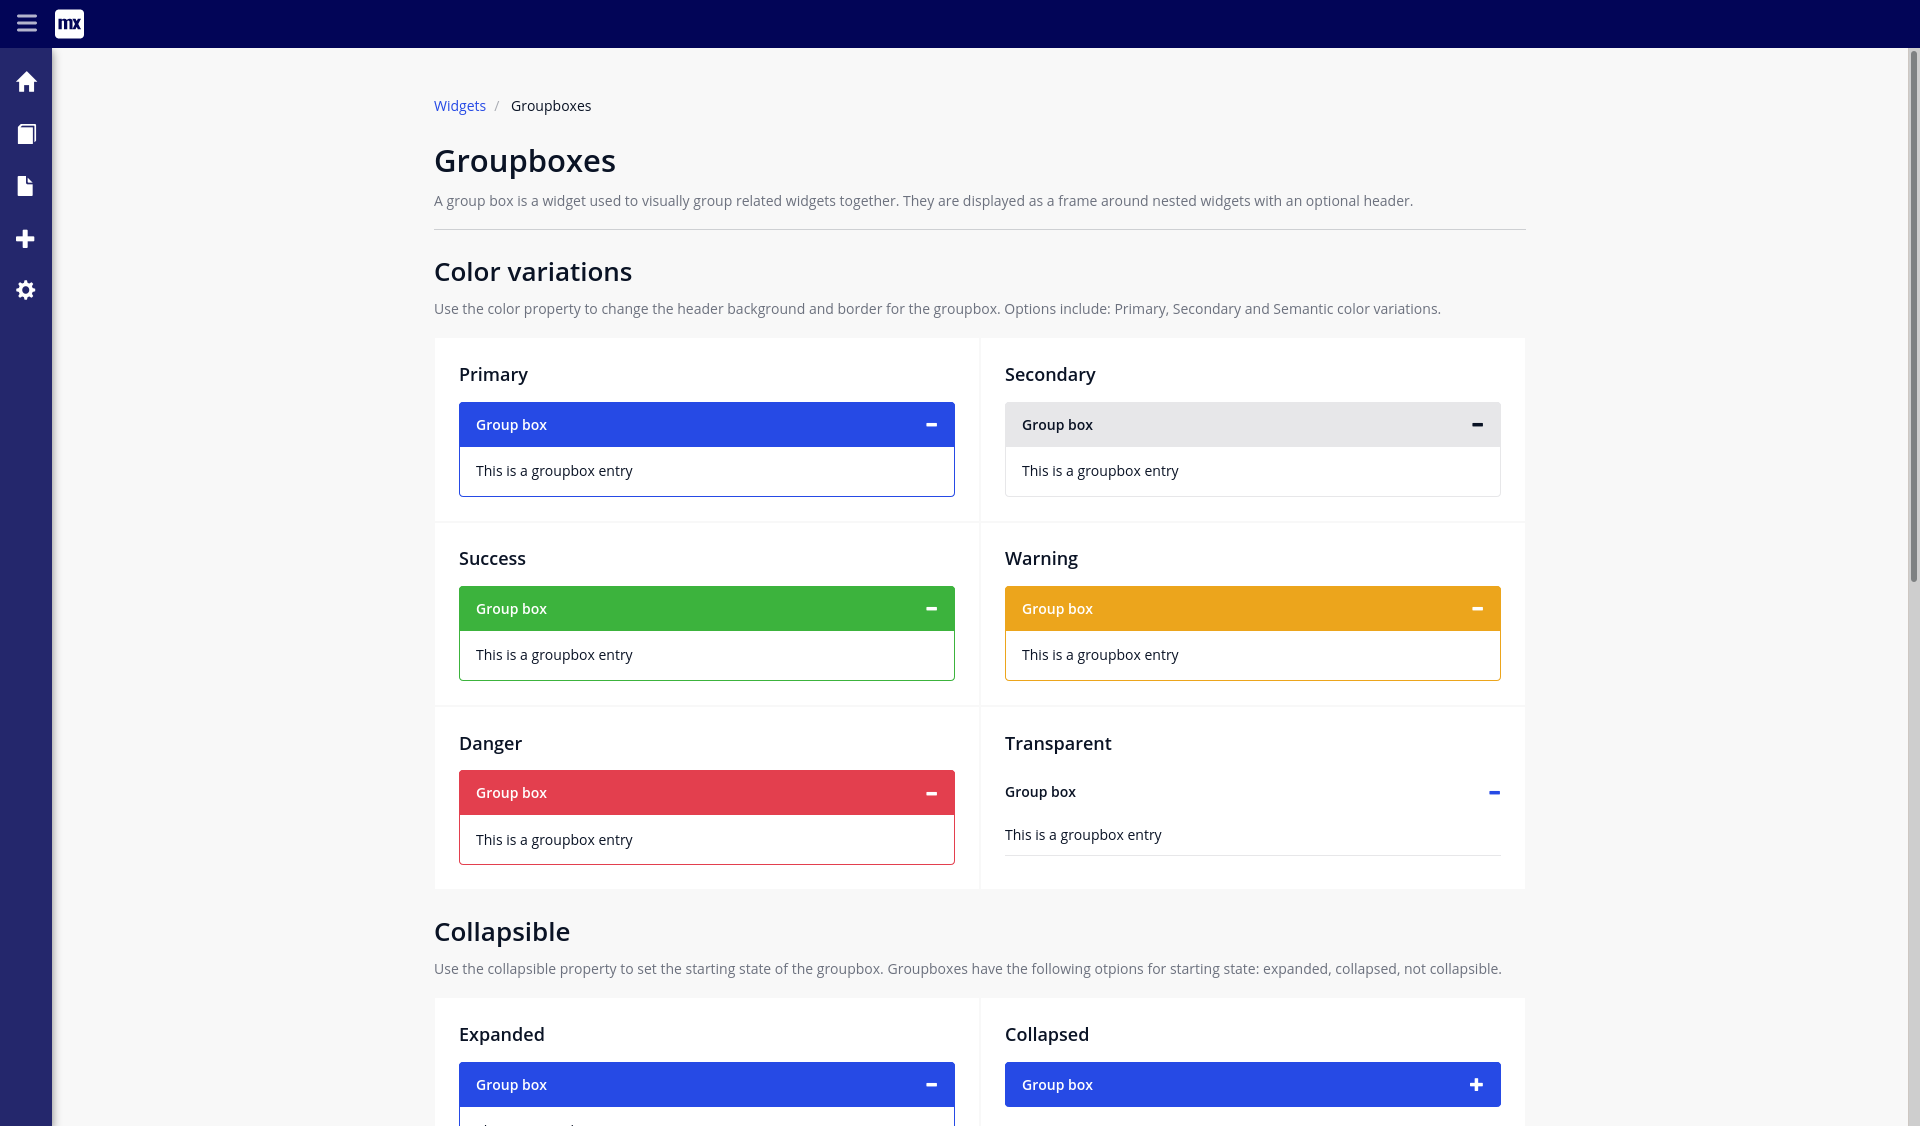 mx
Widgets / Groupboxes
Groupboxes
A group box is a widget used to visually group related widgets together. They are displayed as a frame around nested widgets with an optional header.
Color variations
Use the color property to change the header background and border for the groupbox. Options include: Primary, Secondary and Semantic color variations.
Primary
Group box
This is a groupbox entry
Secondary
Group box
This is a groupbox entry
Success
Group box
This is a groupbox entry
Warning
Group box
This is a groupbox entry
Danger
Group box
This is a groupbox entry
Transparent
Group box
This is a groupbox entry
Collapsible
Use the collapsible property to set the starting state of the groupbox. Groupboxes have the following otpions for starting state: expanded, collapsed, not collapsible.
Expanded
Group box
Collapsed
Group box